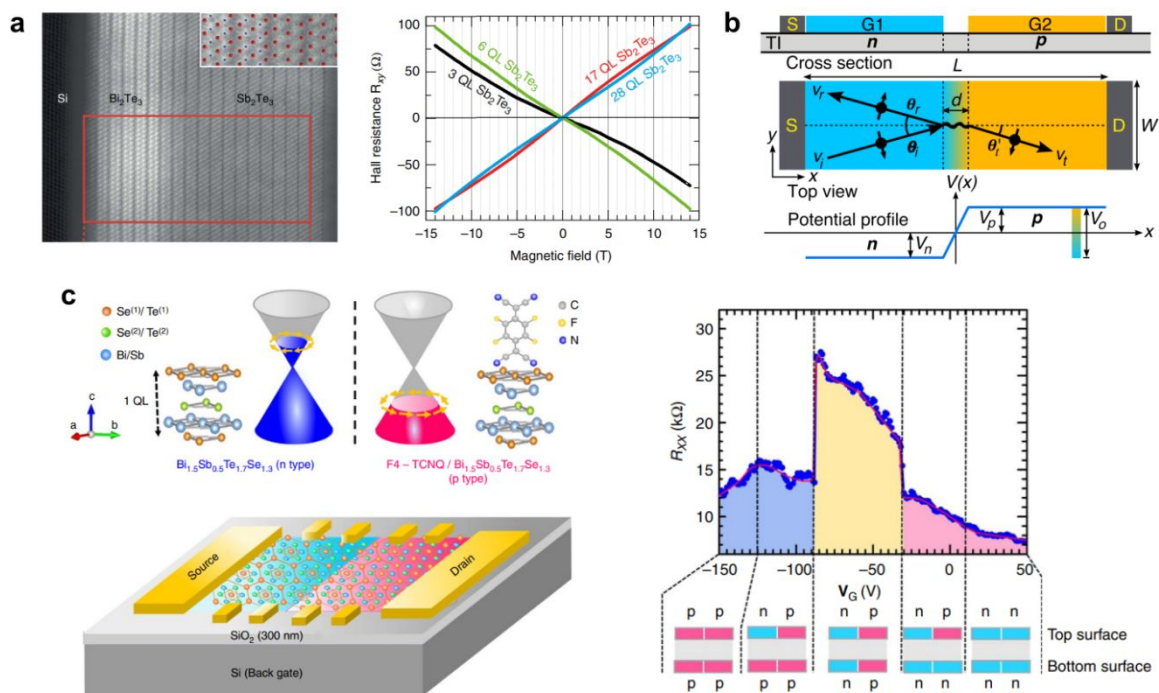 a
Si
Bi₂Te₃
Sb₂Te₃
Hall resistance Rxy (Ω)
100
50
0
−50
−100
6 QL Sb₂Te₃
3 QL Sb₂Te₃
17 QL Sb₂Te₃
28 QL Sb₂Te₃
−15 −10 −5 0 5 10 15
Magnetic field (T)
b
S G1 G2 D
TI n p
Cross section
L
vr θr d
S D W
θi θ't
vi vt
y
x
Top view
V(x)
Potential profile
Vp p Vo
x
n Vn
c
Se⁽¹⁾/ Te⁽¹⁾
Se⁽²⁾/ Te⁽²⁾
Bi/Sb
1 QL
c
a b
C
F
N
Bi₁.₅Sb₀.₅Te₁.₇Se₁.₃ (n type)
F4 – TCNQ / Bi₁.₅Sb₀.₅Te₁.₇Se₁.₃
(p type)
Source
Drain
SiO₂ (300 nm)
Si (Back gate)
RXX (kΩ)
30
25
20
15
10
−150 −100 −50 0 50
VG (V)
p p n p n p n p n n
Top surface
Bottom surface
p p p p n p n n n n